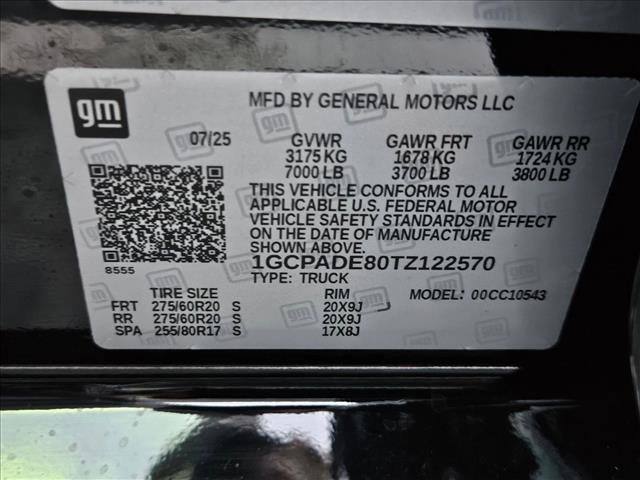 gm
MFD BY GENERAL MOTORS LLC
07/25 GVWR GAWR FRT GAWR RR
3175 KG 1678 KG 1724 KG
7000 LB 3700 LB 3800 LB
THIS VEHICLE CONFORMS TO ALL
APPLICABLE U.S. FEDERAL MOTOR
VEHICLE SAFETY STANDARDS IN EFFECT
ON THE DATE OF MANUFACTURE
SHOWN ABOVE.
8555
1GCPADE80TZ122570
TYPE: TRUCK
TIRE SIZE RIM MODEL: 00CC10543
FRT 275/60R20 S 20X9J
RR 275/60R20 S 20X9J
SPA 255/80R17 S 17X8J